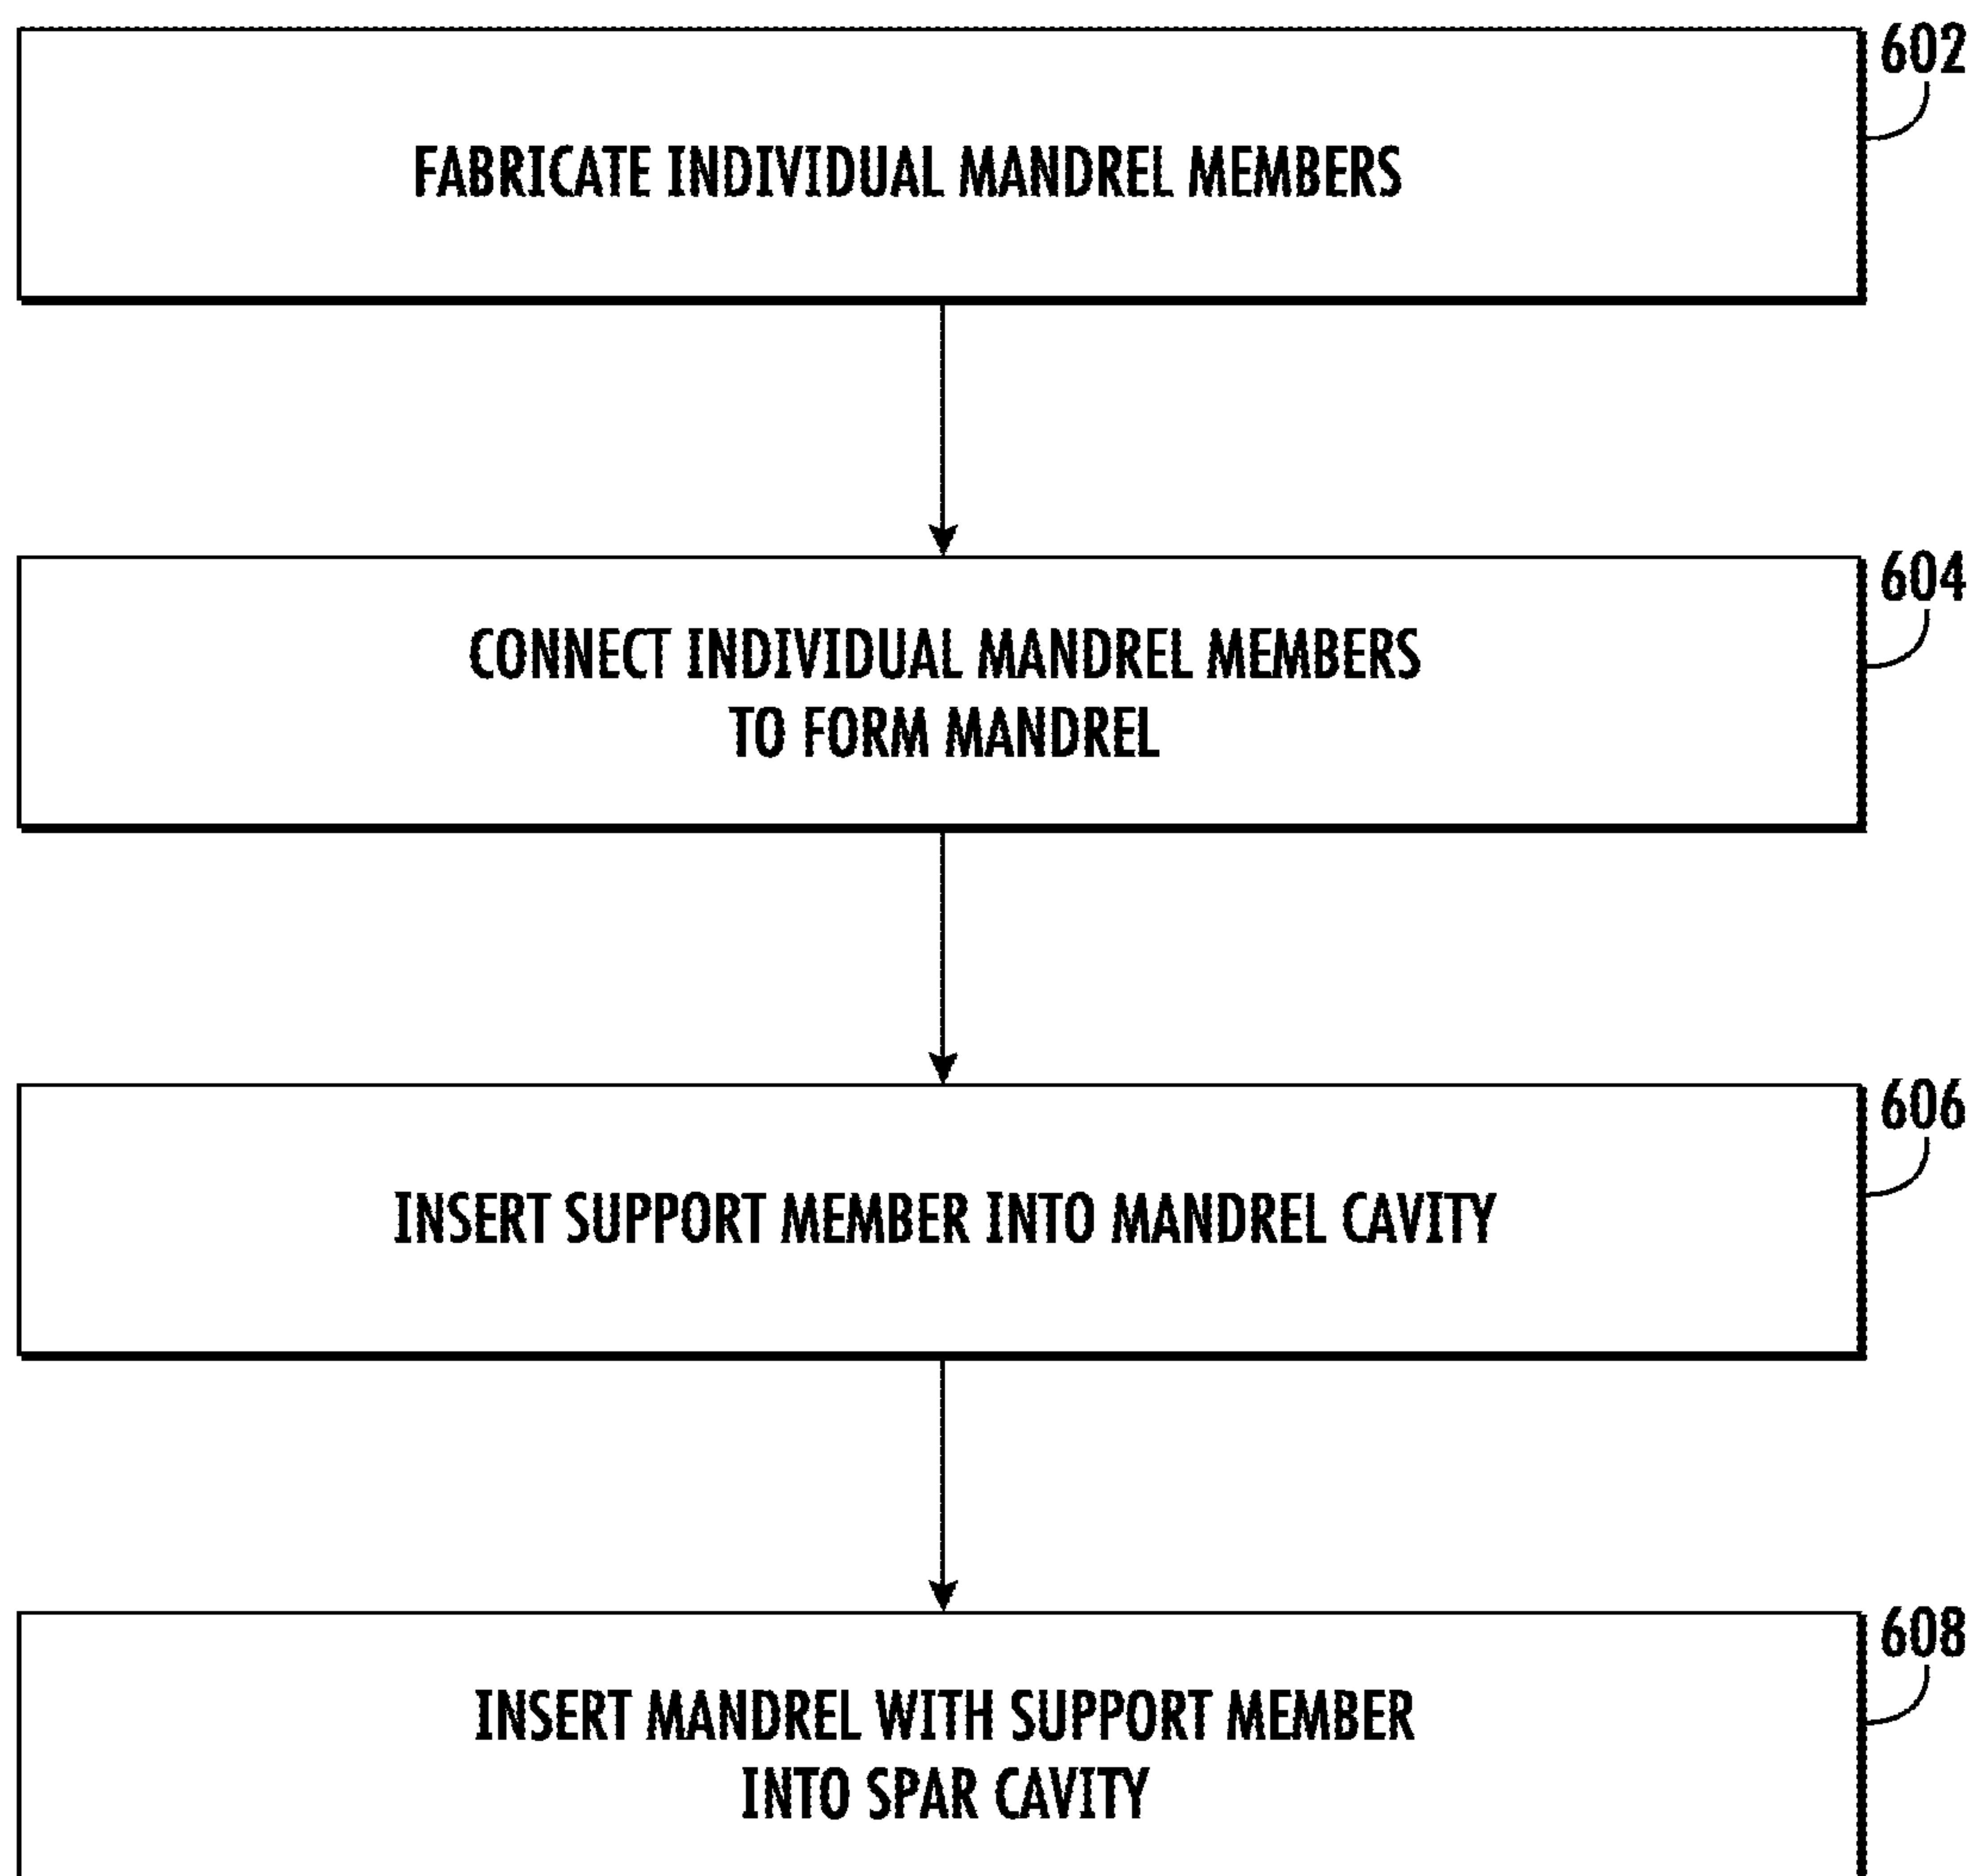 602
FABRICATE INDIVIDUAL MANDREL MEMBERS
604
CONNECT INDIVIDUAL MANDREL MEMBERS
TO FORM MANDREL
606
INSERT SUPPORT MEMBER INTO MANDREL CAVITY
608
INSERT MANDREL WITH SUPPORT MEMBER
INTO SPAR CAVITY